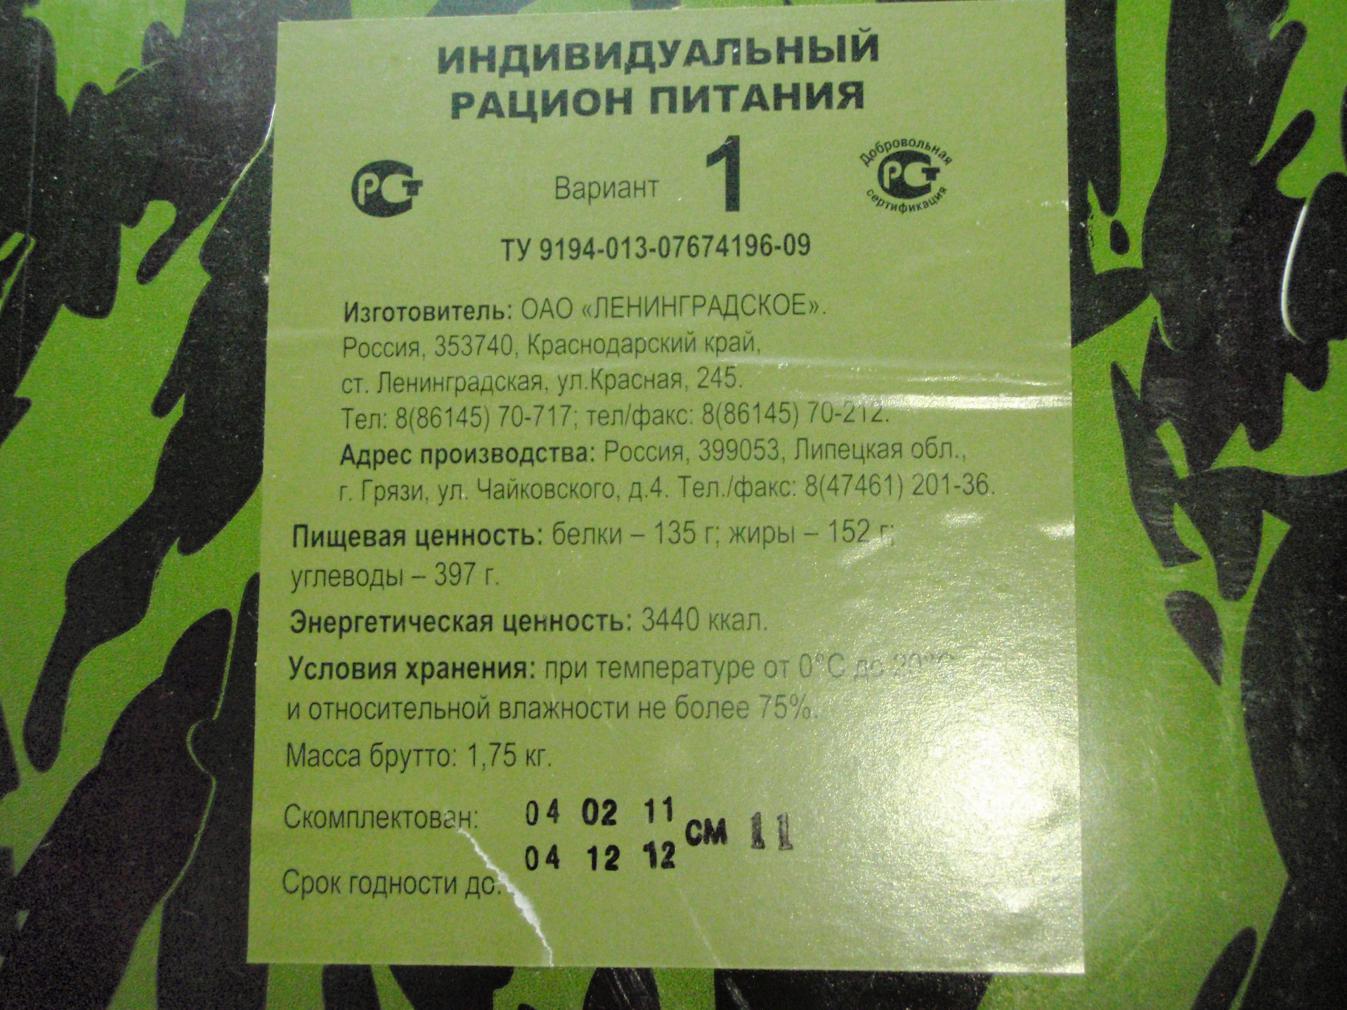 ИНДИВИДУАЛЬНЫЙ
РАЦИОН ПИТАНИЯ
РСТ
Вариант 1
Добровольная
РСТ
сертификация
ТУ 9194-013-07674196-09
Изготовитель: ОАО «ЛЕНИНГРАДСКОЕ».
Россия, 353740, Краснодарский край,
ст. Ленинградская, ул.Красная, 245.
Тел: 8(86145) 70-717; тел/факс: 8(86145) 70-212.
Адрес производства: Россия, 399053, Липецкая обл.,
г. Грязи, ул. Чайковского, д.4. Тел./факс: 8(47461) 201-36.
Пищевая ценность: белки – 135 г; жиры – 152 г;
углеводы – 397 г.
Энергетическая ценность: 3440 ккал.
Условия хранения: при температуре от 0°С до 20°С
и относительной влажности не более 75%.
Масса брутто: 1,75 кг.
Скомплектован: 04 02 11
СМ 11
Срок годности до: 04 12 12